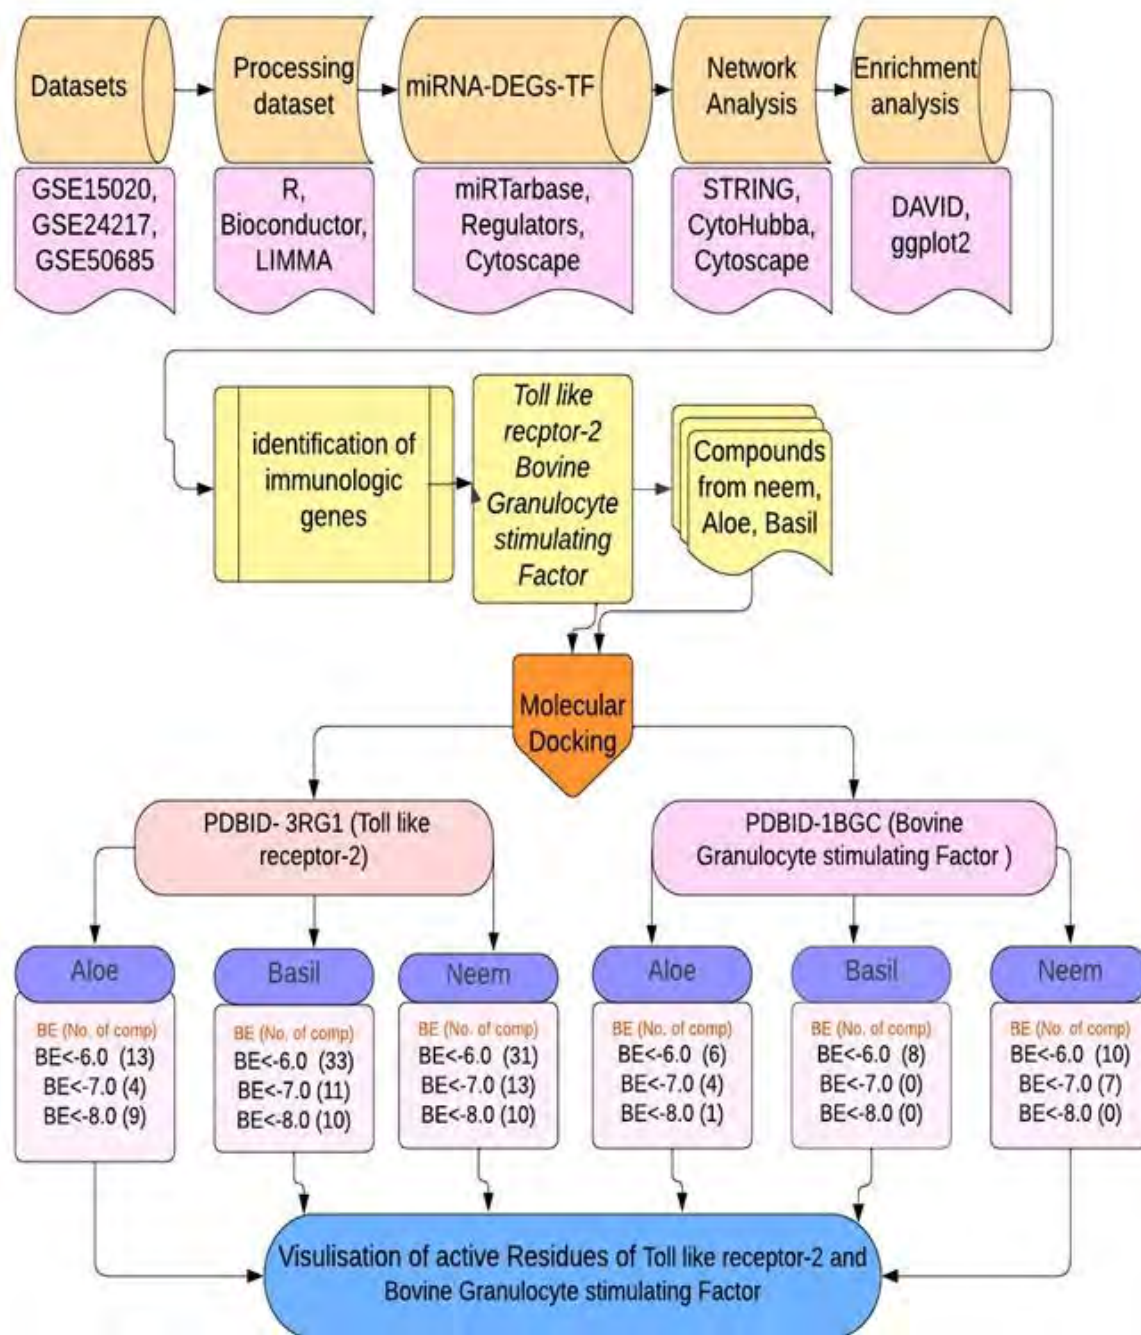 Datasets
Processing
dataset
miRNA-DEGs-TF
Network
Analysis
Enrichment
analysis
GSE15020,
GSE24217,
GSE50685
R,
Bioconductor,
LIMMA
miRTarbase,
Regulators,
Cytoscape
STRING,
CytoHubba,
Cytoscape
DAVID,
ggplot2
identification of
immunologic
genes
Toll like
recptor-2
Bovine
Granulocyte
stimulating
Factor
Compounds
from neem,
Aloe, Basil
Molecular
Docking
PDBID- 3RG1 (Toll like
receptor-2)
PDBID-1BGC (Bovine
Granulocyte stimulating Factor )
Aloe
BE (No. of comp)
BE<-6.0 (13)
BE<-7.0 (4)
BE<-8.0 (9)
Basil
BE (No. of comp)
BE<-6.0 (33)
BE<-7.0 (11)
BE<-8.0 (10)
Neem
BE (No. of comp)
BE<-6.0 (31)
BE<-7.0 (13)
BE<-8.0 (10)
Aloe
BE (No. of comp)
BE<-6.0 (6)
BE<-7.0 (4)
BE<-8.0 (1)
Basil
BE (No. of comp)
BE<-6.0 (8)
BE<-7.0 (0)
BE<-8.0 (0)
Neem
BE (No. of comp)
BE<-6.0 (10)
BE<-7.0 (7)
BE<-8.0 (0)
Visulisation of active Residues of Toll like receptor-2 and
Bovine Granulocyte stimulating Factor